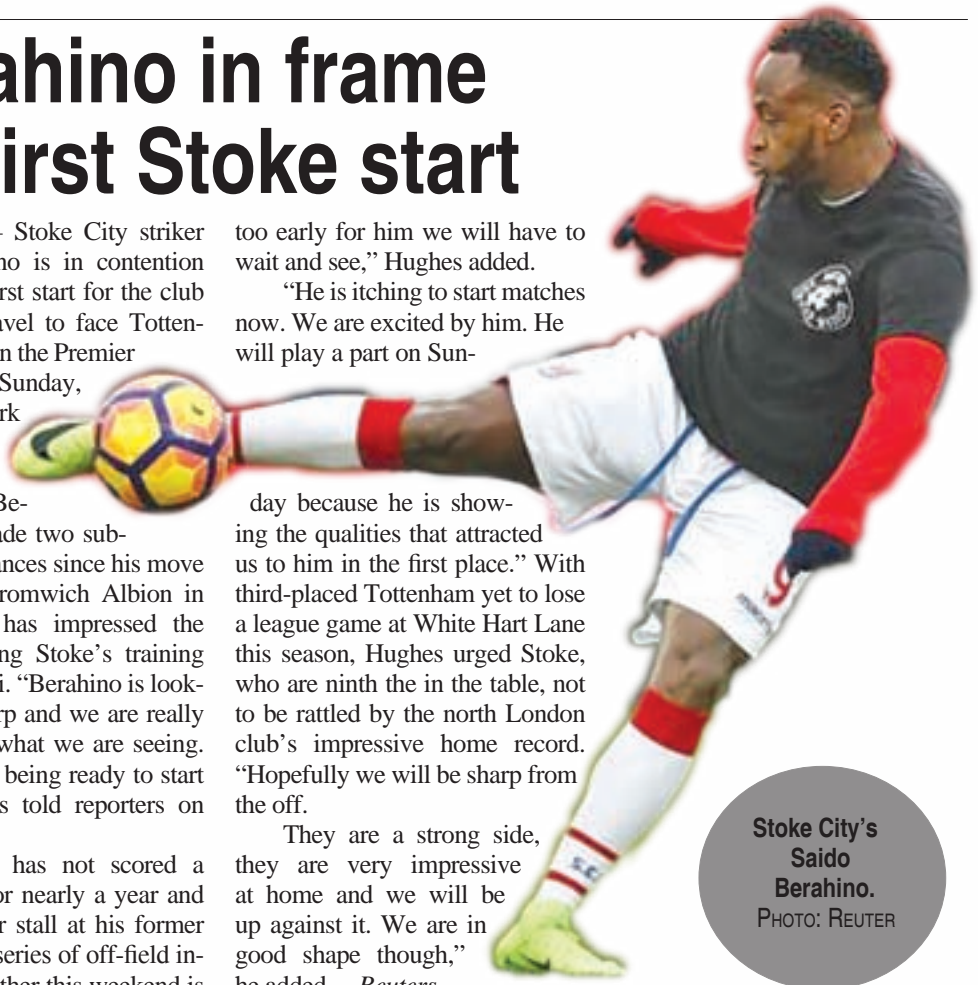 ahino in frame
irst Stoke start
– Stoke City striker
no is in contention
rst start for the club
avel to face Totten-
n the Premier
Sunday,
rk
Be-
ade two sub-
ances since his move
romwich Albion in
has impressed the
ng Stoke's training
i. “Berahino is look-
rp and we are really
what we are seeing.
being ready to start
s told reporters on
has not scored a
or nearly a year and
r stall at his former
series of off-field in-
ther this weekend is
too early for him we will have to
wait and see,” Hughes added.
“He is itching to start matches
now. We are excited by him. He
will play a part on Sun-
day because he is show-
ing the qualities that attracted
us to him in the first place.” With
third-placed Tottenham yet to lose
a league game at White Hart Lane
this season, Hughes urged Stoke,
who are ninth the in the table, not
to be rattled by the north London
club's impressive home record.
“Hopefully we will be sharp from
the off.
They are a strong side,
they are very impressive
at home and we will be
up against it. We are in
good shape though,”
he added. – Reuters
9
Stoke City's
Saido
Berahino.
PHOTO: REUTER